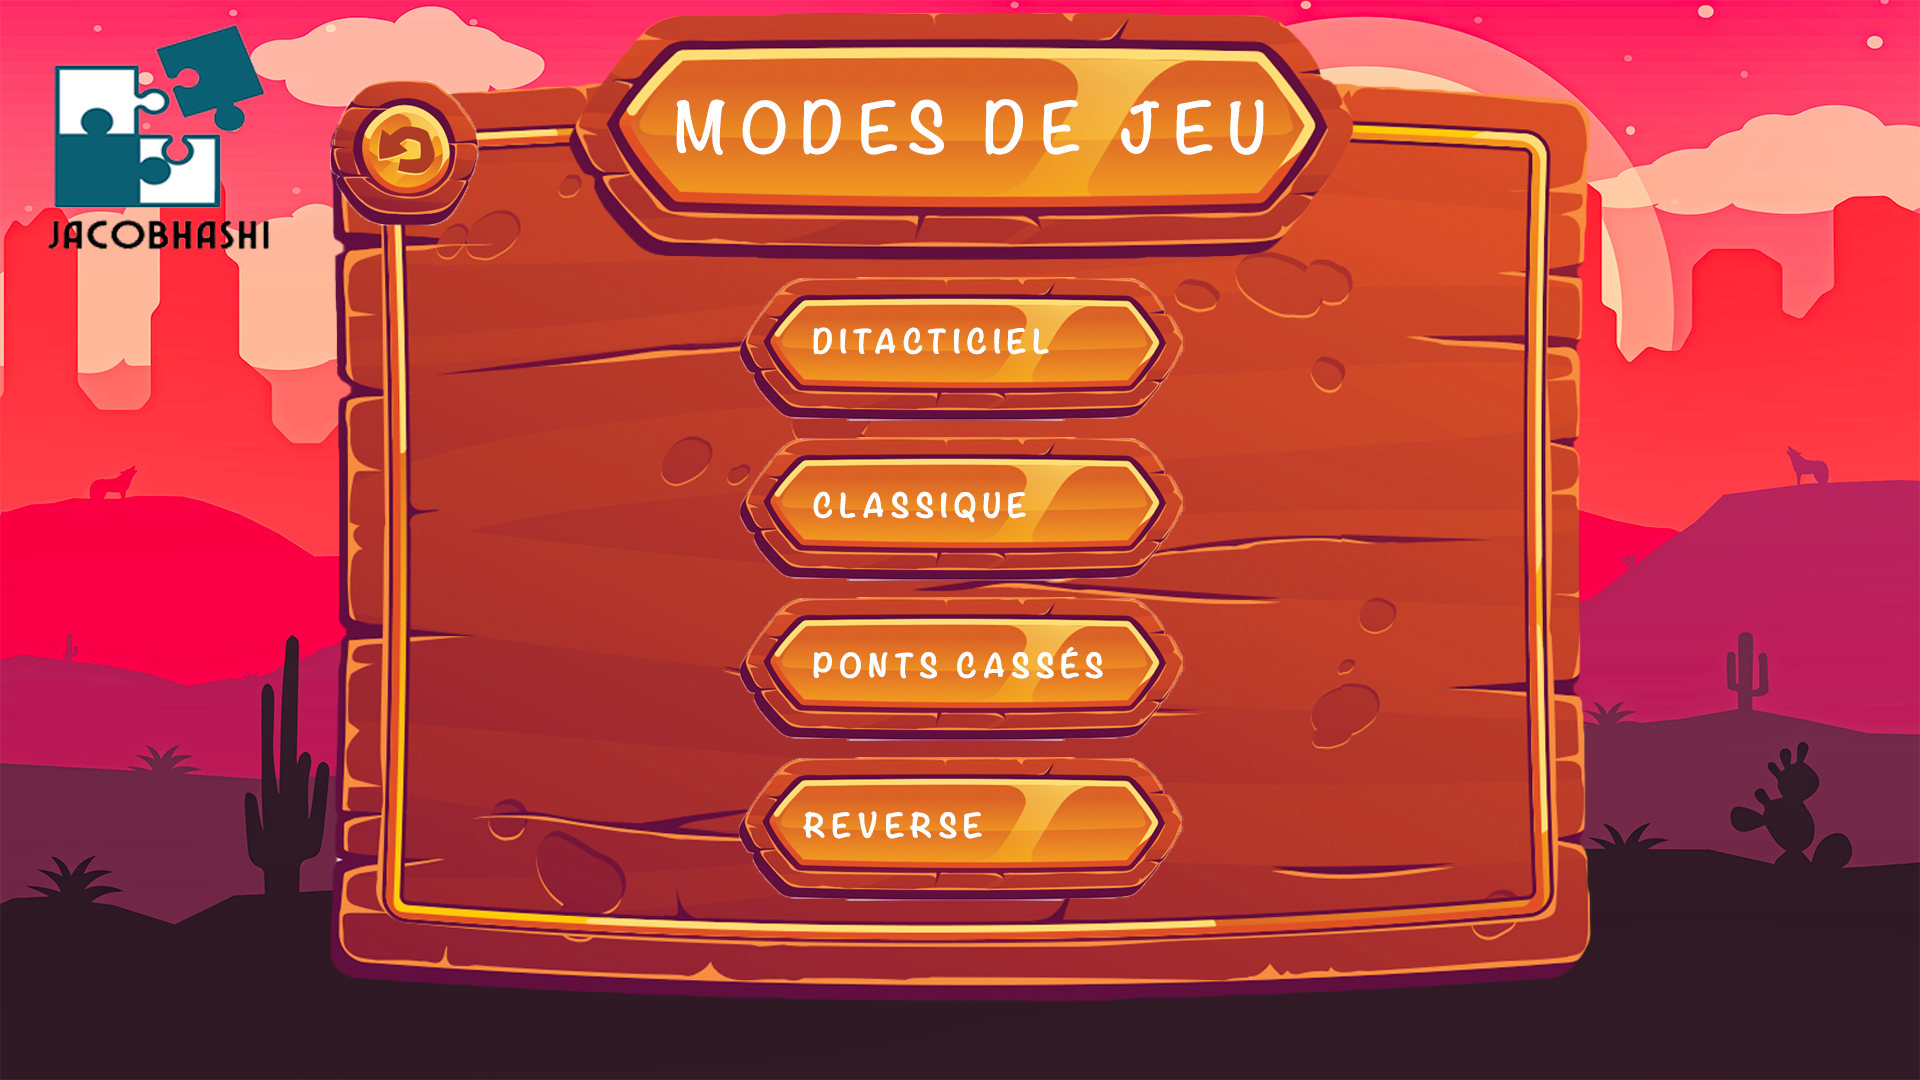 MODES DE JEU
JACOBHASHI
DITACTICIEL
CLASSIQUE
PONTS CASSÉS
REVERSE